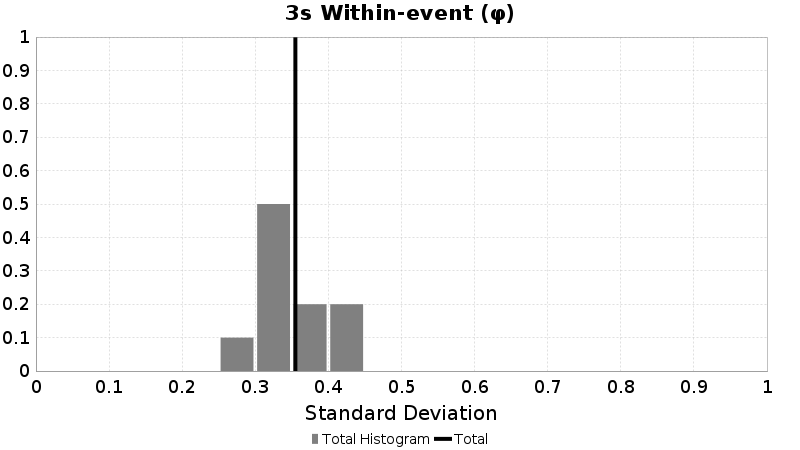 3s Within-event (φ)
1
0.9
0.8
0.7
0.6
0.5
0.4
0.3
0.2
0.1
0
0 0.1 0.2 0.3 0.4 0.5 0.6 0.7 0.8 0.9 1
Standard Deviation
Total Histogram Total